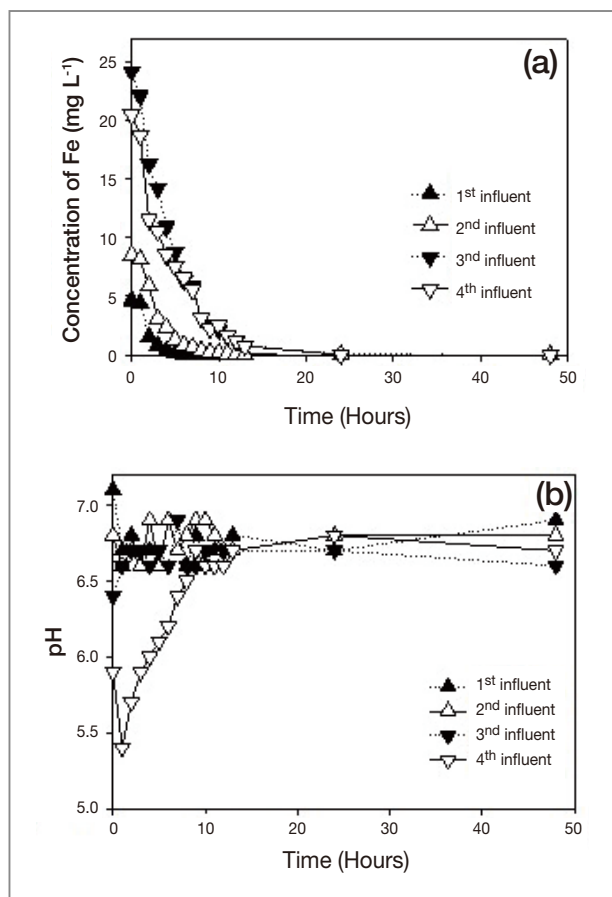 (a)
Concentration of Fe (mg L-1)
25
20
15
10
5
0
1st influent
2nd influent
3nd influent
4th influent
0 10 20 30 40 50
Time (Hours)
(b)
pH
7.0
6.5
6.0
5.5
5.0
1st influent
2nd influent
3nd influent
4th influent
0 10 20 30 40 50
Time (Hours)